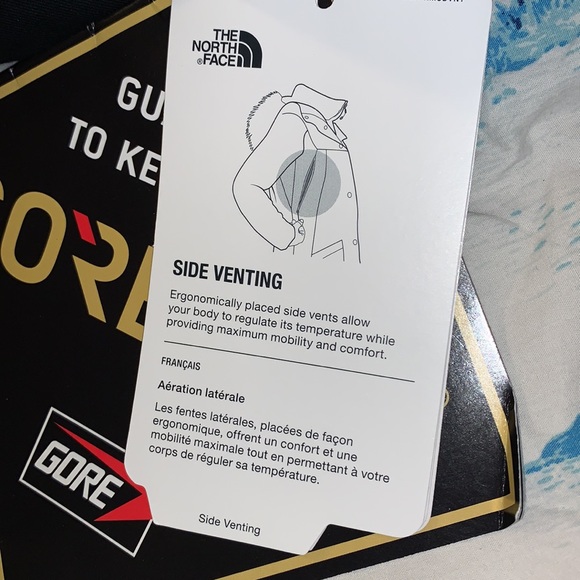 THE
NORTH
FACE
SIDE VENTING
Ergonomically placed side vents allow
your body to regulate its temperature while
providing maximum mobility and comfort.
FRANÇAIS
Aération latérale
Les fentes latérales, placées de façon
ergonomique, offrent un confort et une
mobilité maximale tout en permettant à votre
corps de réguler sa température.
Side Venting
TO KE
GORE